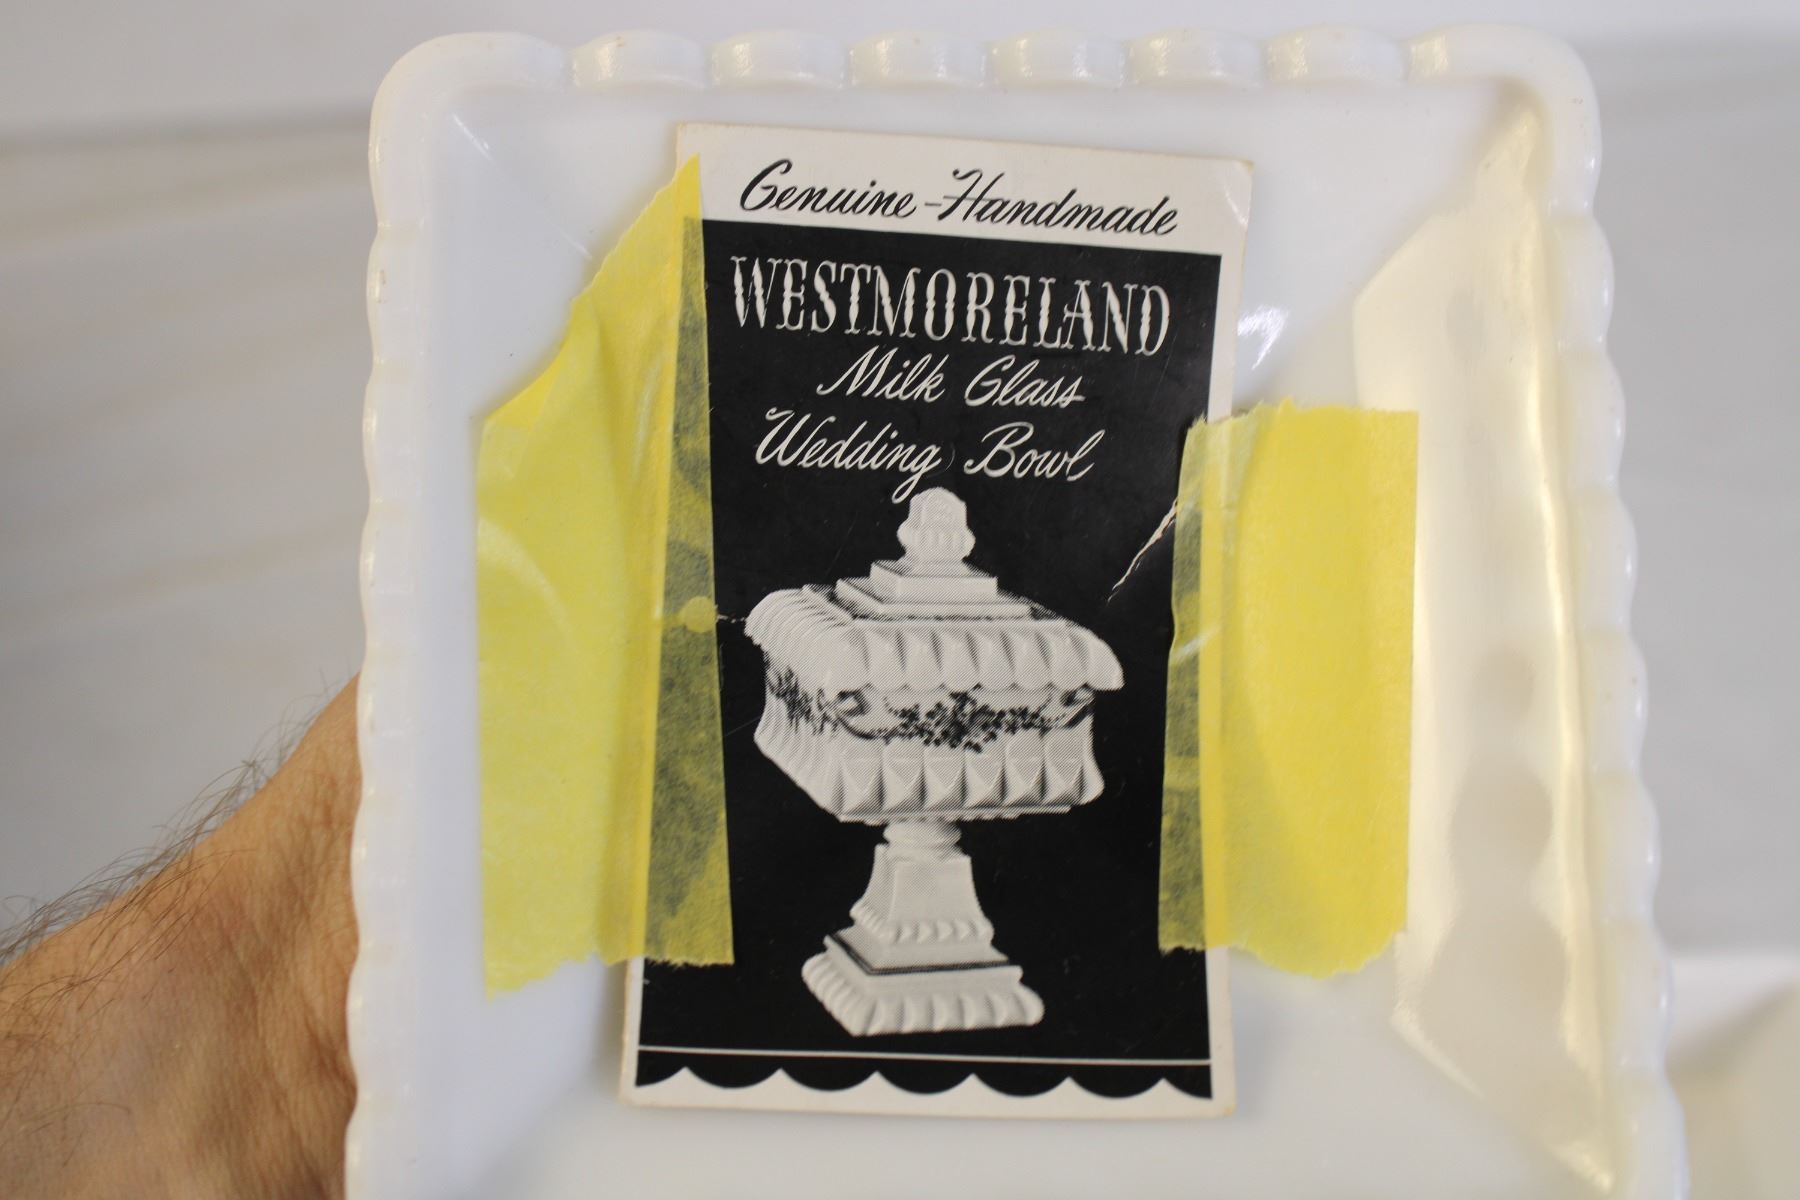 Genuine-Handmade
WESTMORELAND
Milk Glass
Wedding Bowl